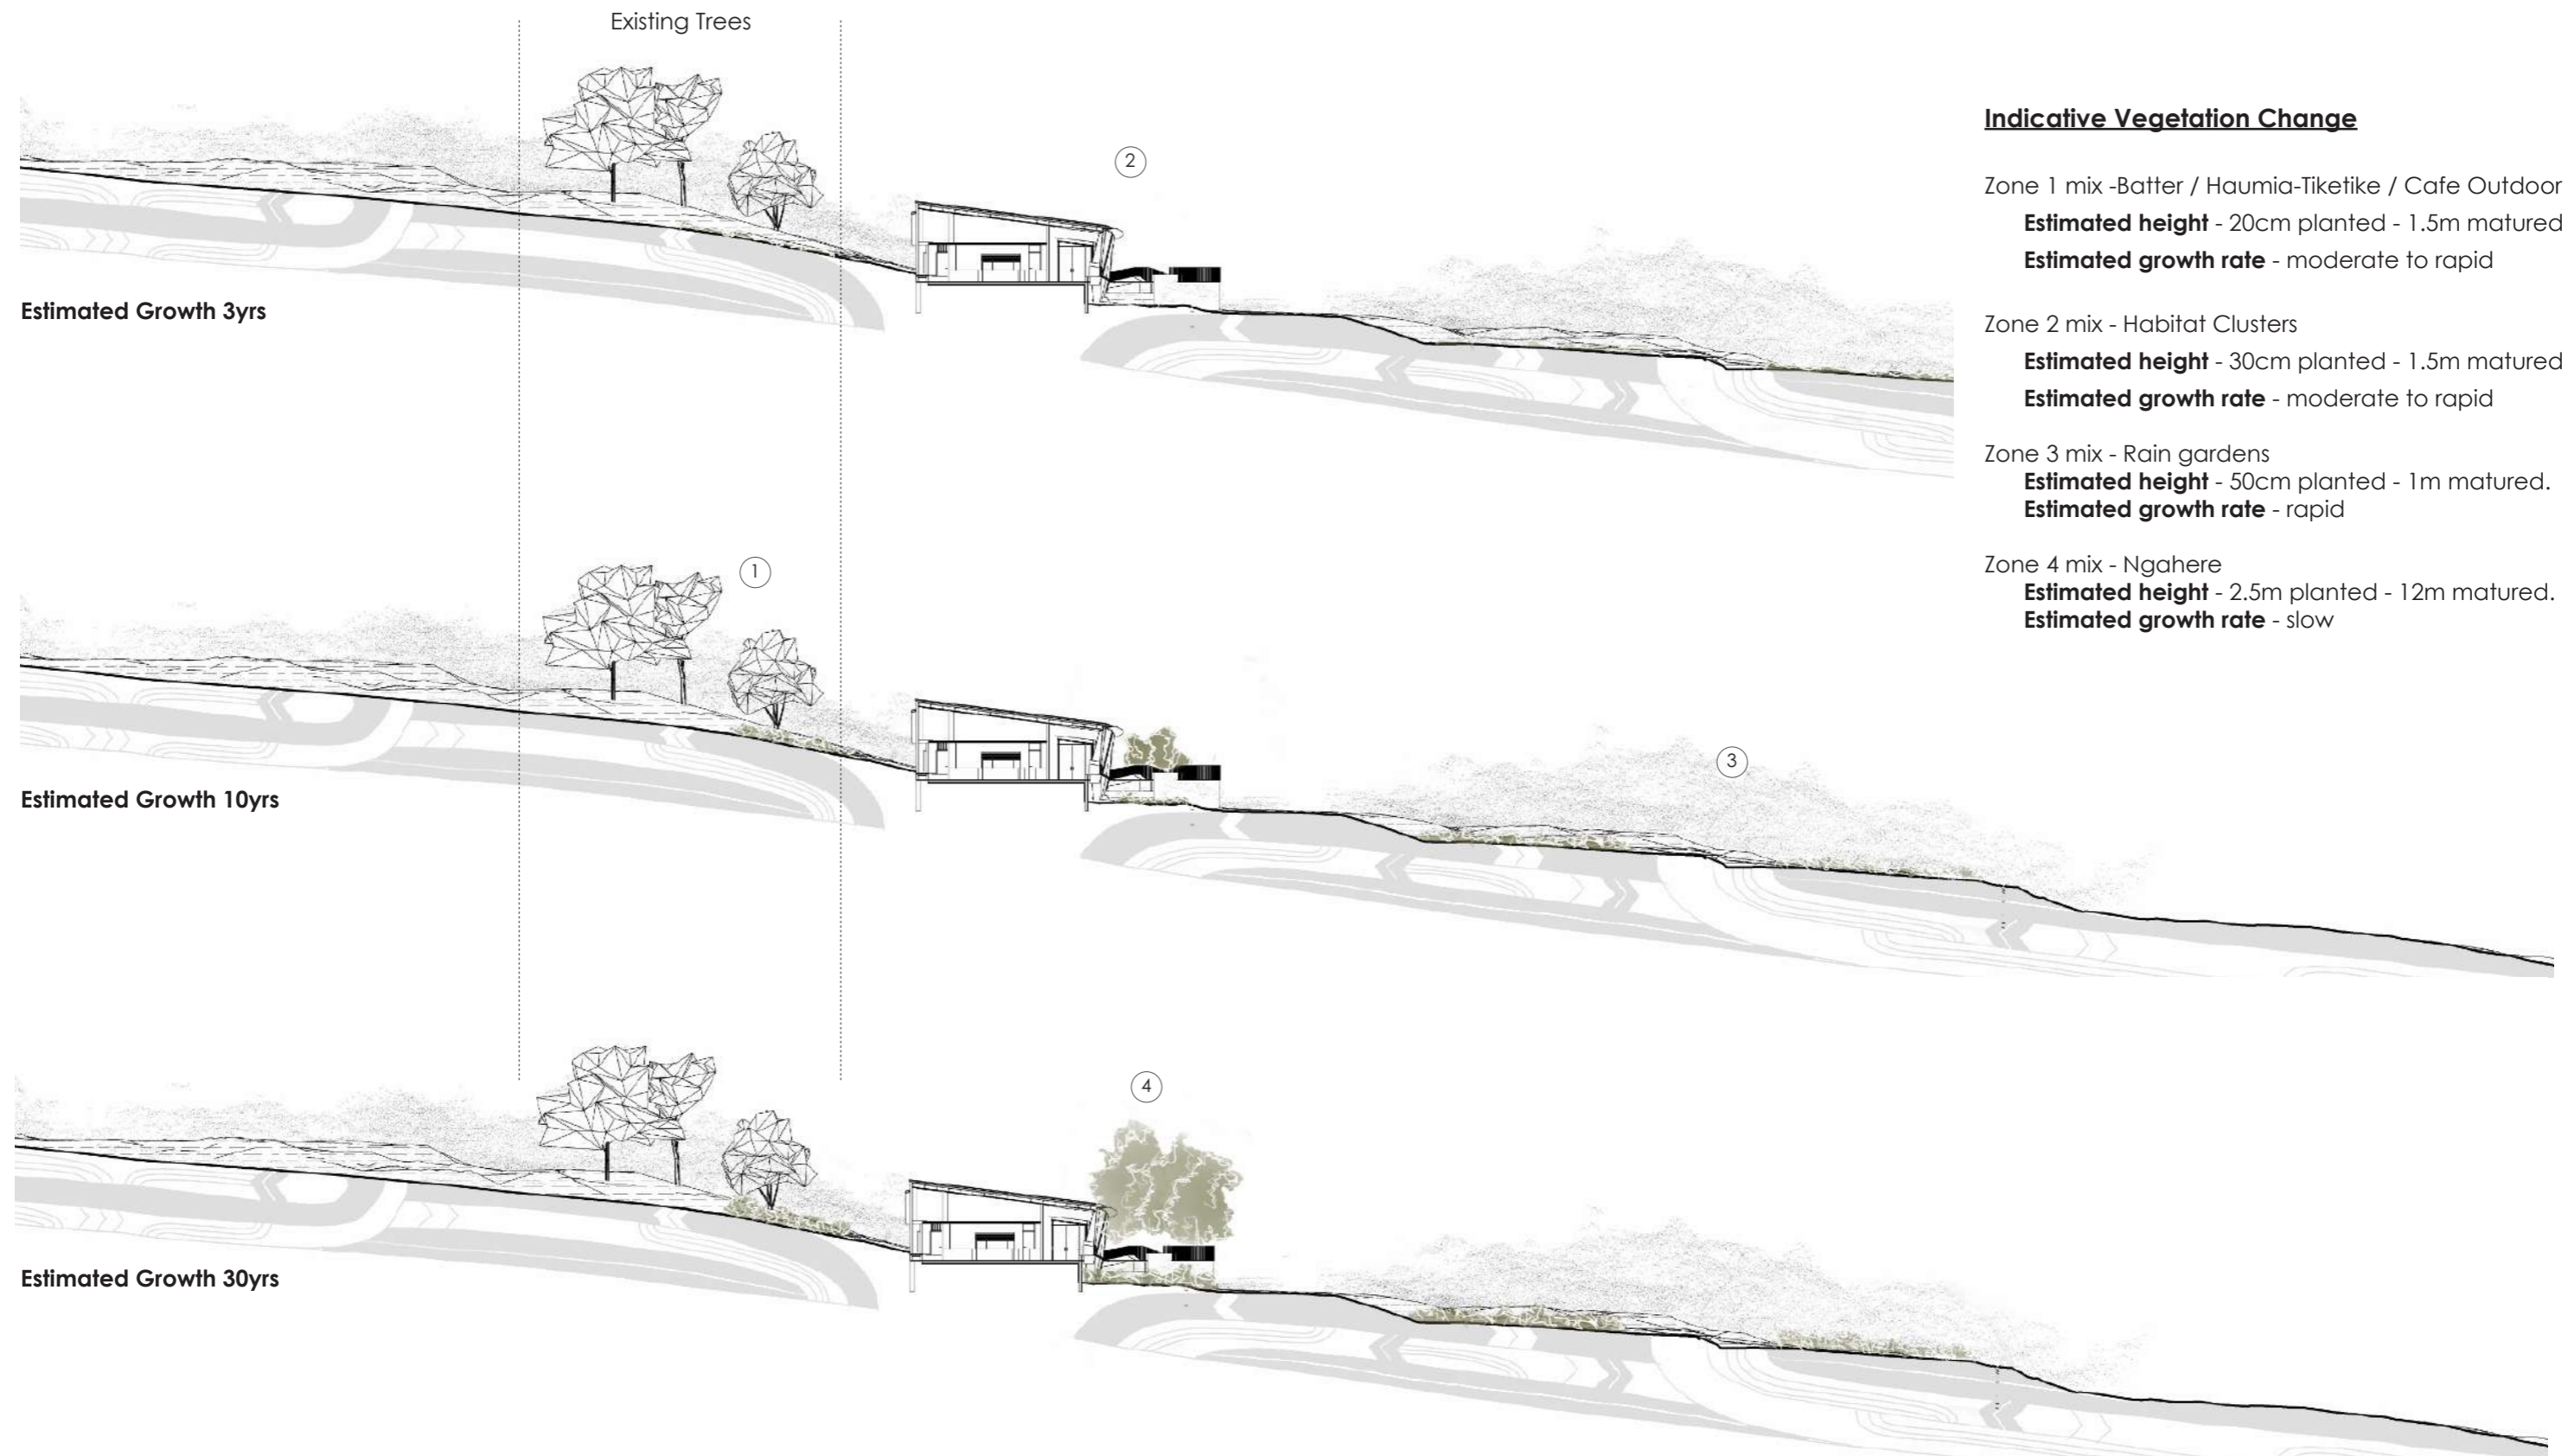 Existing Trees
2
Estimated Growth 3yrs
1
3
Estimated Growth 10yrs
4
Estimated Growth 30yrs
Indicative Vegetation Change
Zone 1 mix -Batter / Haumia-Tiketike / Cafe Outdoor
Estimated height - 20cm planted - 1.5m matured
Estimated growth rate - moderate to rapid
Zone 2 mix - Habitat Clusters
Estimated height - 30cm planted - 1.5m matured
Estimated growth rate - moderate to rapid
Zone 3 mix - Rain gardens
Estimated height - 50cm planted - 1m matured.
Estimated growth rate - rapid
Zone 4 mix - Ngahere
Estimated height - 2.5m planted - 12m matured.
Estimated growth rate - slow